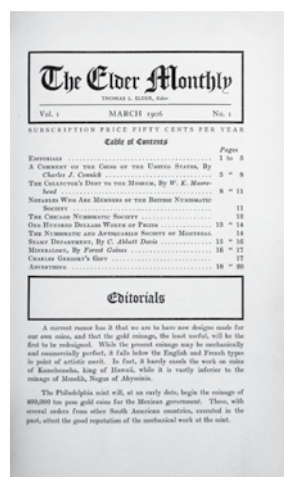 The Elder Monthly
THOMAS L. ELDER, Editor
Vol. 1 MARCH 1906 No. 1
SUBSCRIPTION PRICE FIFTY CENTS PER YEAR
Table of Contents
Pages
EDITORIALS 1 to 5
A COMMENT ON THE COINS OF THE UNITED STATES, By
Charles J. Connick 5 " 8
THE COLLECTOR'S DEBT TO THE MUSEUM, By W. K. Moore-
head 8 " 11
NOTABLES WHO ARE MEMBERS OF THE BRITISH NUMISMATIC
SOCIETY 11
THE CHICAGO NUMISMATIC SOCIETY 12
ONE HUNDRED DOLLARS WORTH OF PRIZES 13 " 14
THE NUMISMATIC AND ANTIQUARIAN SOCIETY OF MONTREAL 14
STAMP DEPARTMENT, By C. Abbott Davis 15 " 16
MINERALOGY, By Forest Gaines 16 " 17
CHARLES GREGORY'S GIFT 17
ADVERTISING 18 " 20
Editorials
A current rumor has it that we are to have new designs made for
our own coins, and that the gold coinage, the least useful, will be the
first to be redesigned. While the present coinage may be mechanically
and commercially perfect, it falls below the English and French types
in point of artistic merit. In fact, it barely equals the work on coins
of Kamehameha, king of Hawaii, while it is vastly inferior to the
coinage of Menelik, Negus of Abyssinia.
The Philadelphia mint will, at an early date, begin the coinage of
ten peso gold coins for the Mexican government. These, with
several orders from other South American countries, executed in the
past, attest the good reputation of the mechanical work at the mint.